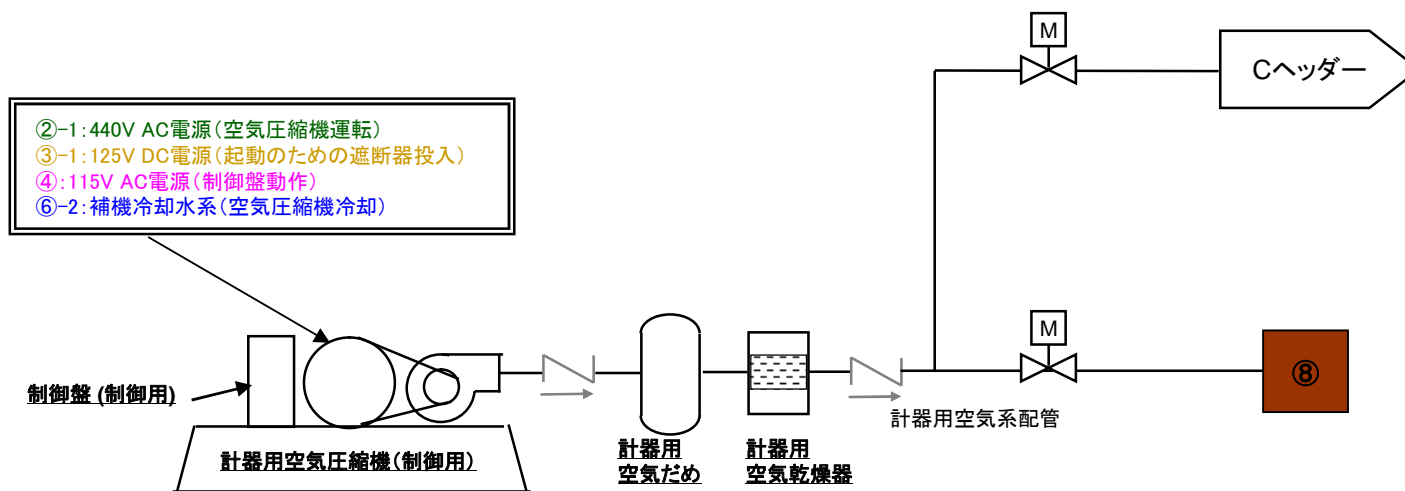 M
Cヘッダー
②-1:440V AC電源(空気圧縮機運転)
③-1:125V DC電源(起動のための遮断器投入)
④:115V AC電源(制御盤動作)
⑥-2:補機冷却水系(空気圧縮機冷却)
M
⑧
制御盤 (制御用)
計器用空気系配管
計器用空気圧縮機(制御用)
計器用
空気だめ
計器用
空気乾燥器